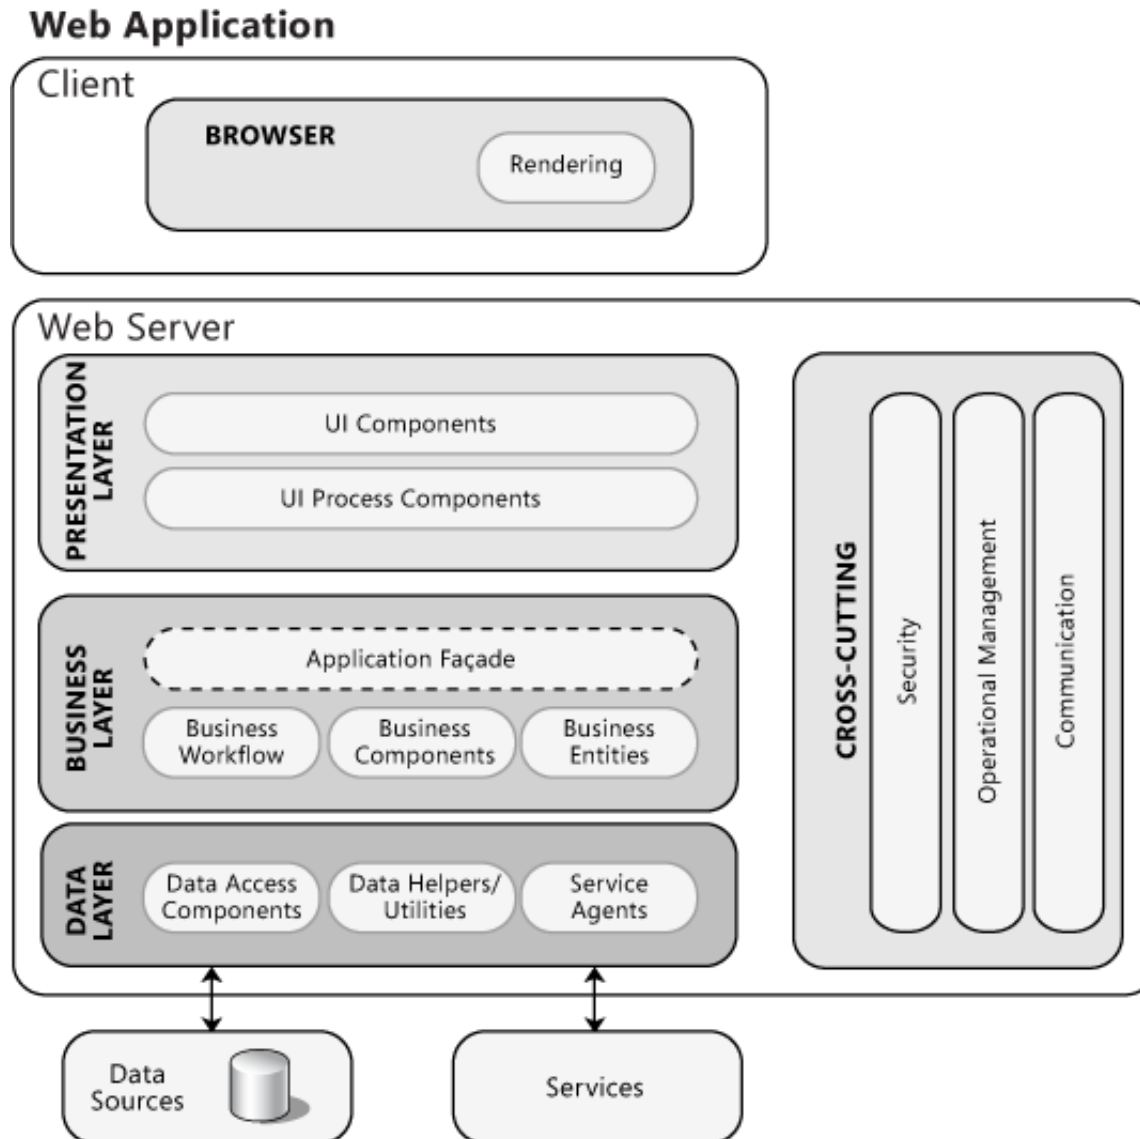 Web Application
Client
BROWSER
Rendering
Web Server
PRESENTATION
LAYER
UI Components
UI Process Components
BUSINESS
LAYER
Application Façade
Business
Workflow
Business
Components
Business
Entities
DATA
LAYER
Data Access
Components
Data Helpers/
Utilities
Service
Agents
CROSS-CUTTING
Security
Operational Management
Communication
Data
Sources
Services